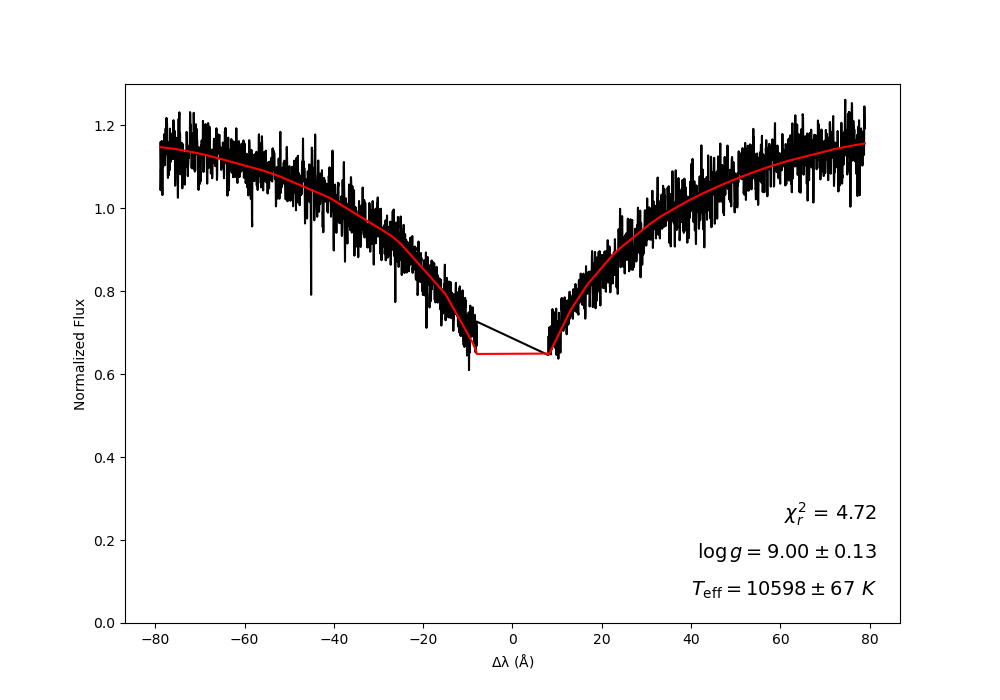 1.2
1.0
0.8
0.6
0.4
0.2
0.0
Normalized Flux
χ²ᵣ = 4.72
log g = 9.00 ± 0.13
T_eff = 10598 ± 67 K
−80 −60 −40 −20 0 20 40 60 80
Δλ (Å)